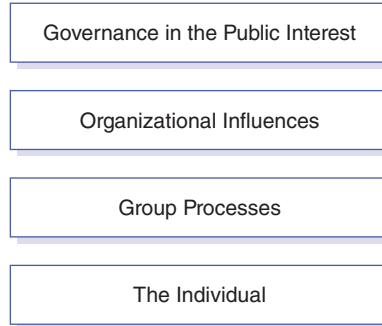 Governance in the Public Interest
Organizational Influences
Group Processes
The Individual